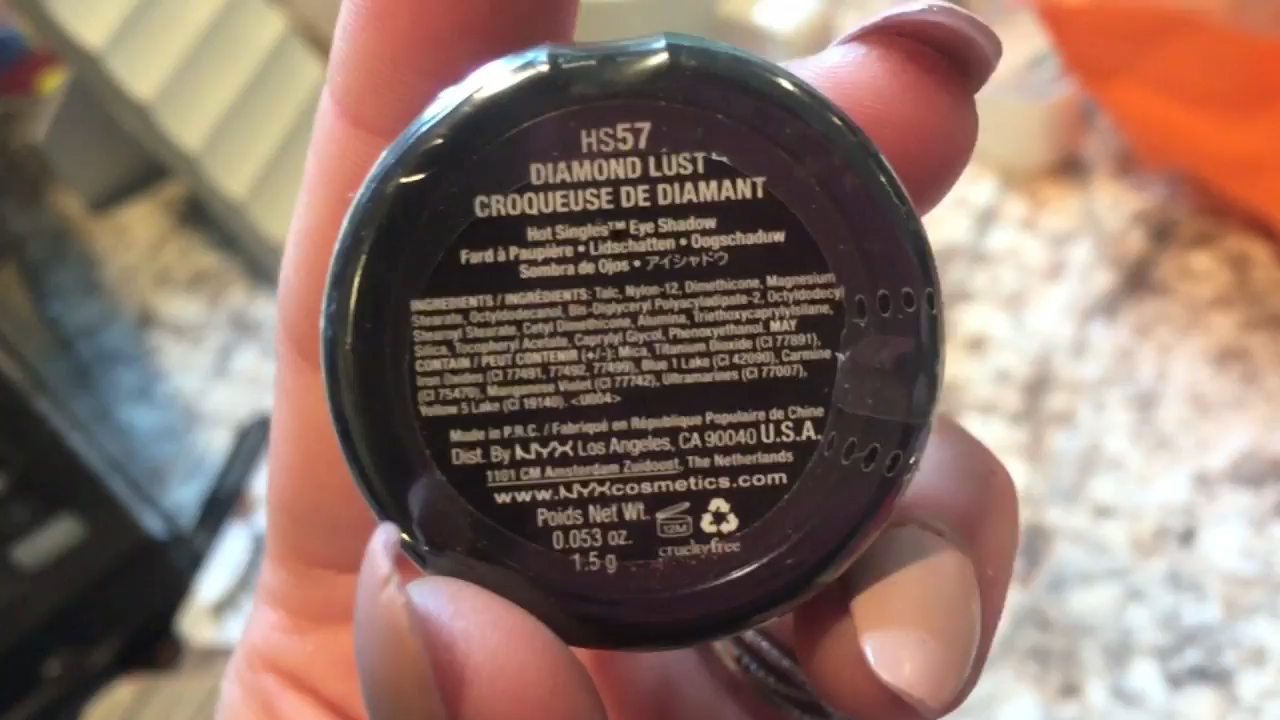 HS57
DIAMOND LUST
CROQUEUSE DE DIAMANT
Hot Singles™ Eye Shadow
Fard à Paupière • Lidschatten • Oogschaduw
Sombra de Ojos • アイシャドウ
INGREDIENTS / INGRÉDIENTS: Talc, Nylon-12, Dimethicone, Magnesium
Stearate, Octyldodecanol, Bis-Diglyceryl Polyacyladipate-2, Octyldodecyl
Stearoyl Stearate, Cetyl Dimethicone, Alumina, Triethoxycaprylylsilane,
Silica, Tocopheryl Acetate, Caprylyl Glycol, Phenoxyethanol. MAY
CONTAIN / PEUT CONTENIR (+/-): Mica, Titanium Dioxide (CI 77891),
Iron Oxides (CI 77491, 77492, 77499), Blue 1 Lake (CI 42090), Carmine
(CI 75470), Manganese Violet (CI 77742), Ultramarines (CI 77007),
Yellow 5 Lake (CI 19140). <U004>
Made in P.R.C. / Fabriqué en République Populaire de Chine
Dist. By NYX Los Angeles, CA 90040 U.S.A.
1101 CM Amsterdam Zuidoost, The Netherlands
www.NYXcosmetics.com
Poids Net Wt.
12M
0.053 oz.
crueltyfree
1.5 g